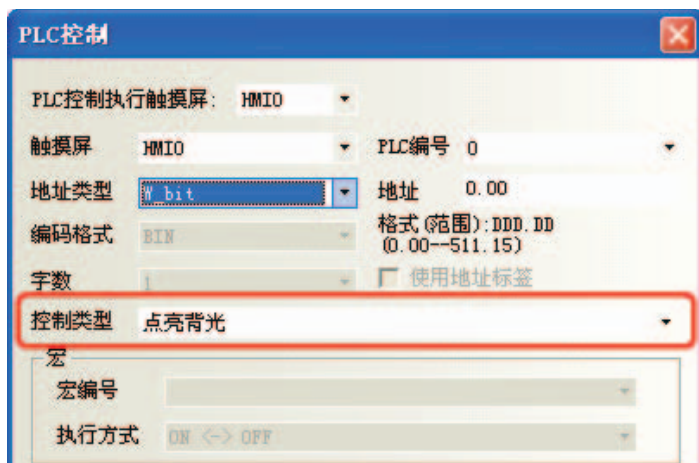 PLC控制
PLC控制执行触摸屏: HMI0
触摸屏 HMI0 PLC编号 0
地址类型 W_bit 地址 0.00
编码格式 BIN 格式(范围):DDD.DD
(0.00--511.15)
字数 1 使用地址标签
控制类型 点亮背光
宏
宏编号
执行方式 ON <-> OFF